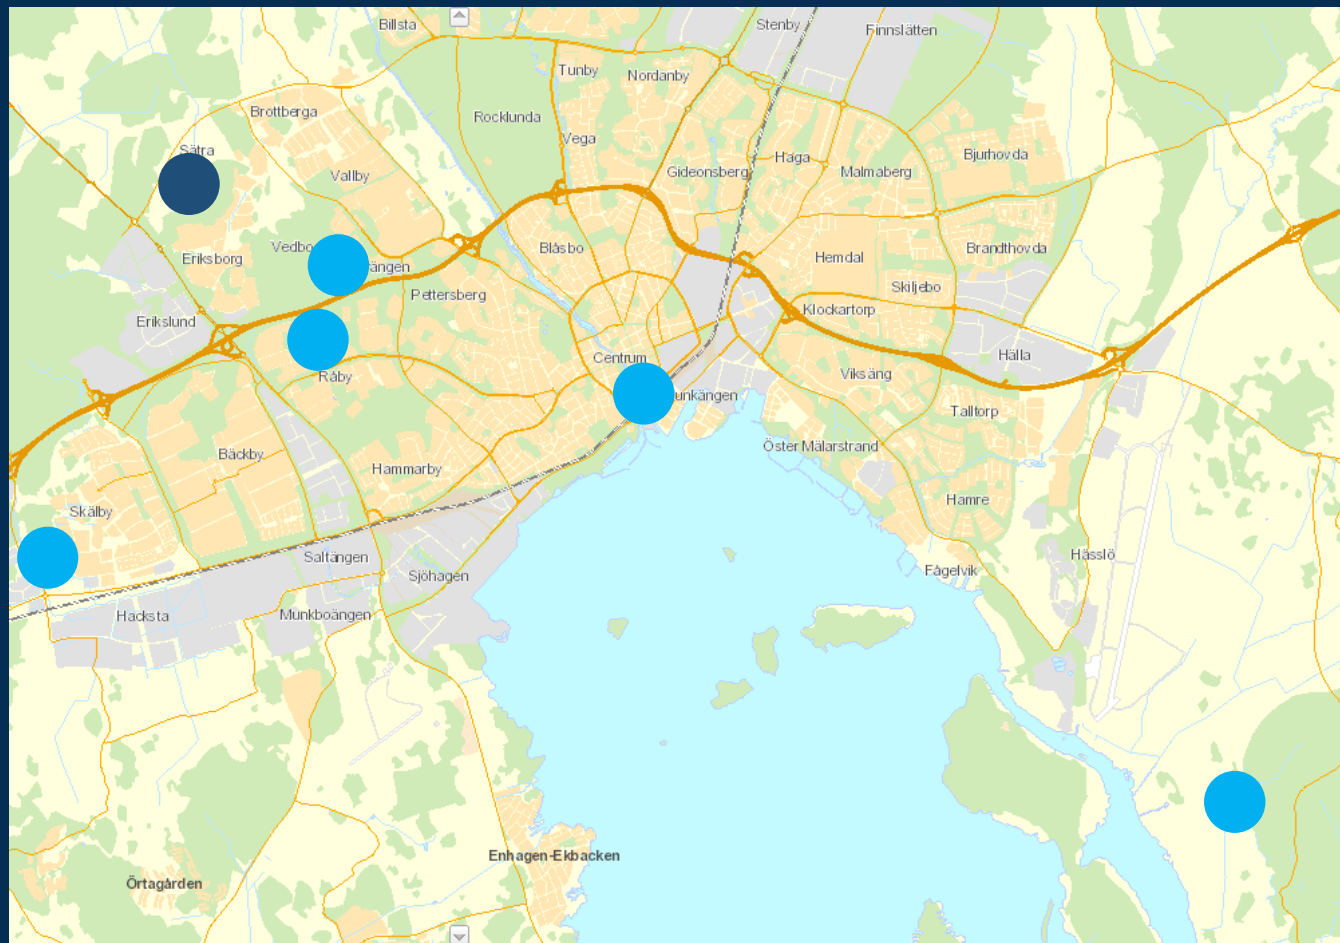 Billsta
Stenby
Finnslätten
Tunby
Nordanby
Brottberga
Rocklunda
Vega
Sätra
Haga
Bjurhovda
Vallby
Gideonsberg
Malmaberg
Vedbo
Blåsbo
Brandthovda
Eriksborg
ängen
Hemdal
Pettersberg
Skiljebo
Klockartorp
Erikslund
Centrum
Hälla
Råby
Viksäng
unkängen
Talltorp
Öster Mälarstrand
Bäckby
Hammarby
Hamre
Skälby
Saltängen
Hässlö
Sjöhagen
Fågelvik
Hacksta
Munkboängen
Enhagen-Ekbacken
Örtagården